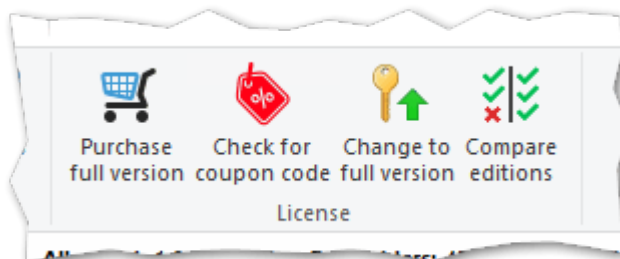 Purchase full version
Check for coupon code
Change to full version
Compare editions
License